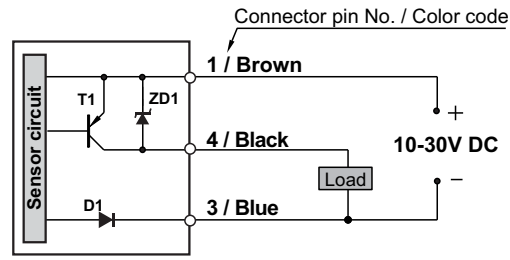 Connector pin No. / Color code
1 / Brown
T1
ZD1
+
10-30V DC
4 / Black
Sensor circuit
Load
−
D1
3 / Blue